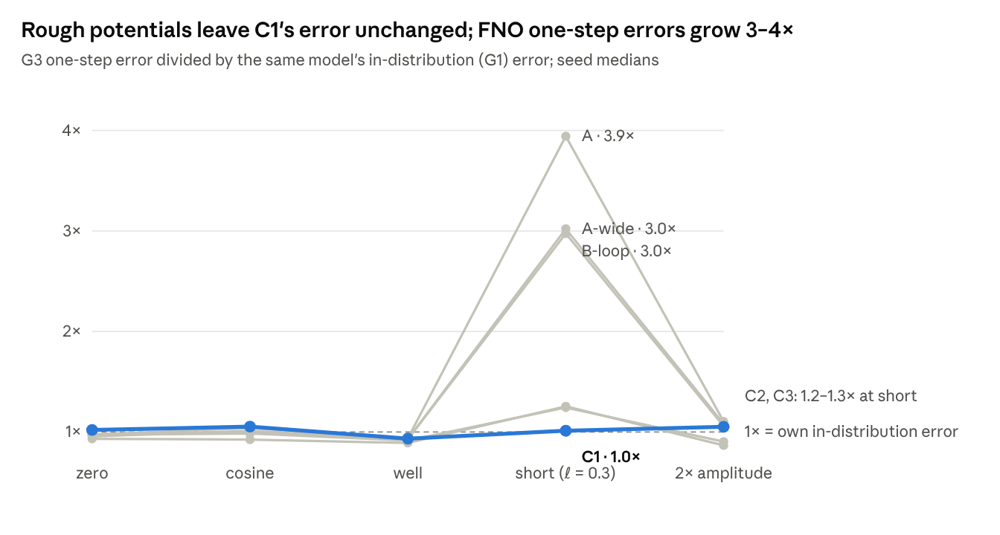 Rough potentials leave C1's error unchanged; FNO one-step errors grow 3–4×
G3 one-step error divided by the same model's in-distribution (G1) error; seed medians
4×
A · 3.9×
3×
A-wide · 3.0×
B-loop · 3.0×
2×
C2, C3: 1.2–1.3× at short
1×
1× = own in-distribution error
C1 · 1.0×
zero
cosine
well
short (ℓ = 0.3)
2× amplitude